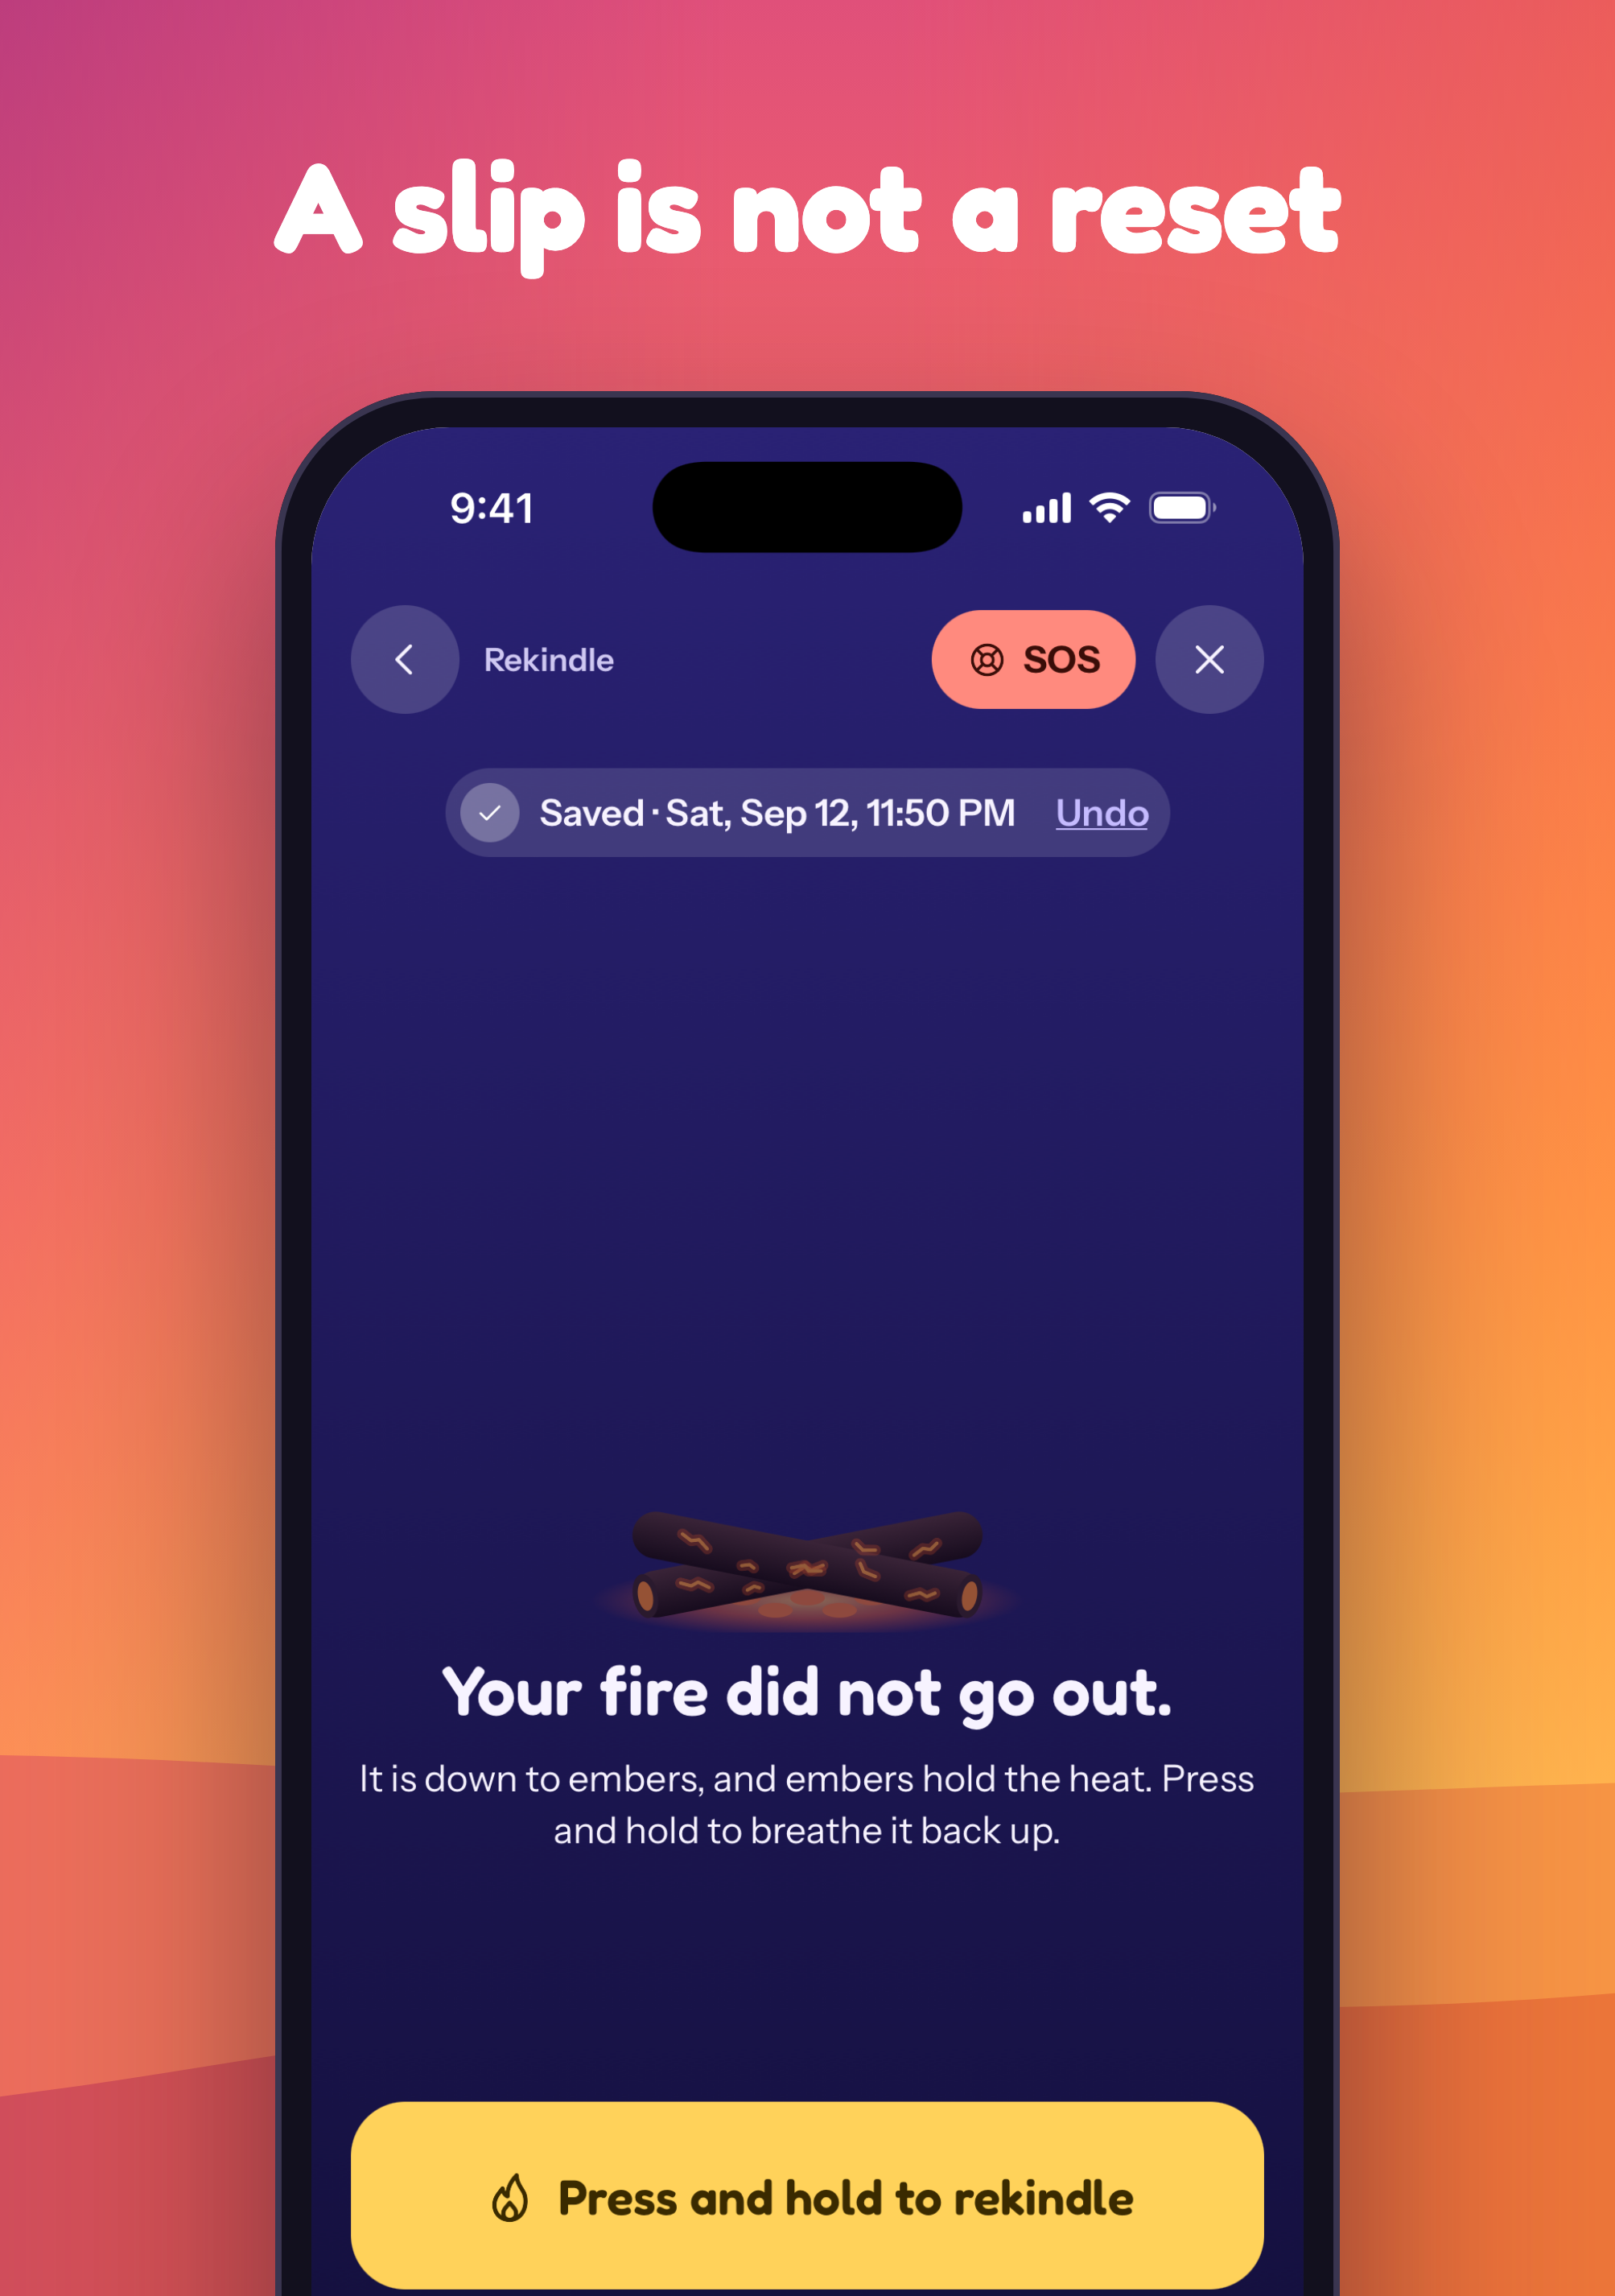 A slip is not a reset
9:41
Rekindle
SOS
Saved · Sat, Sep 12, 11:50 PM Undo
Your fire did not go out.
It is down to embers, and embers hold the heat. Press
and hold to breathe it back up.
Press and hold to rekindle